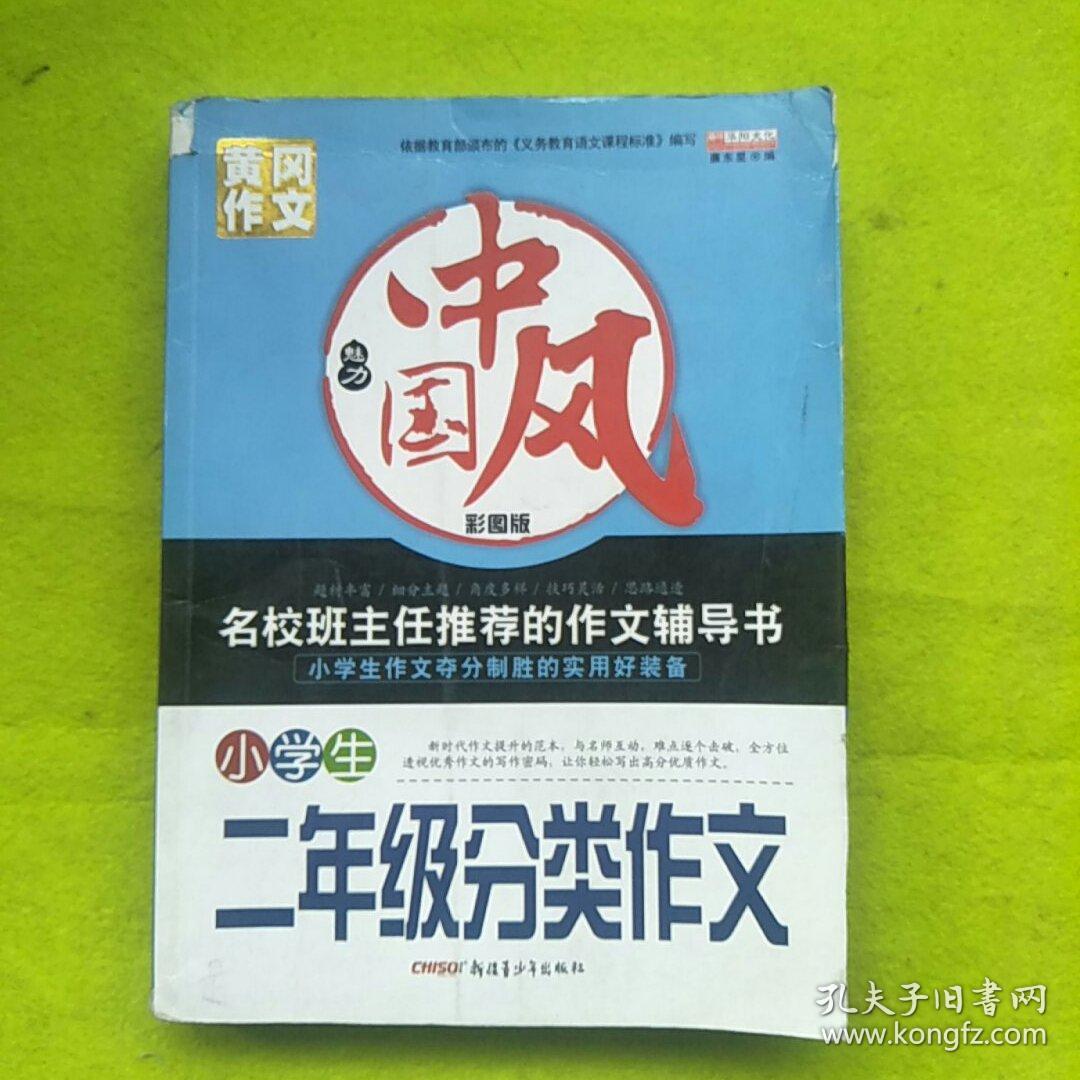 依据教育部颁布的《义务教育语文课程标准》编写
黄冈
作文
魅力
中国风
彩图版
题材丰富 / 细分主题 / 角度多样 / 技巧灵活 / 思路通透
名校班主任推荐的作文辅导书
小学生作文夺分制胜的实用好装备
小学生
新时代作文提升的范本，与名师互动，难点逐个击破，全方位
透视优秀作文的写作密码，让你轻松写出高分优质作文。
二年级分类作文
CHISO! 新疆青少年出版社
孔夫子旧书网
www.kongfz.com